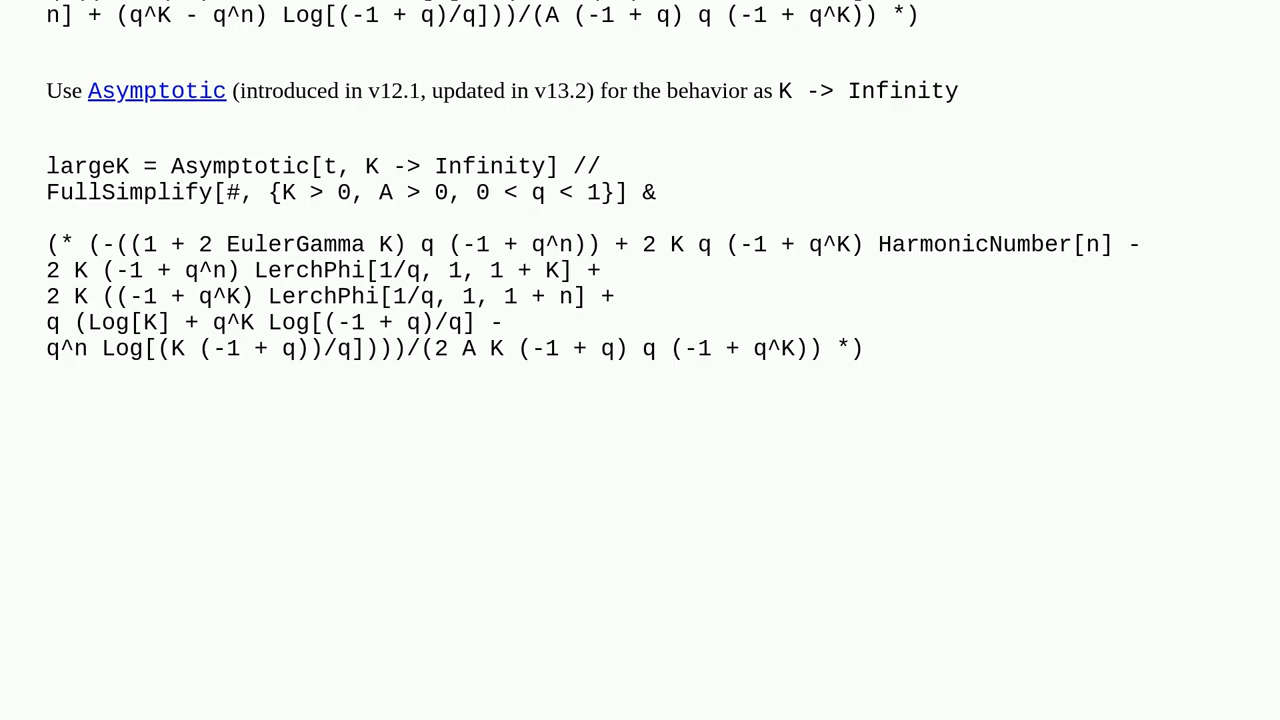 n] + (q^K - q^n) Log[(-1 + q)/q]))/(A (-1 + q) q (-1 + q^K)) *)
Use Asymptotic (introduced in v12.1, updated in v13.2) for the behavior as K -> Infinity
largeK = Asymptotic[t, K -> Infinity] //
FullSimplify[#, {K > 0, A > 0, 0 < q < 1}] &
(* (-((1 + 2 EulerGamma K) q (-1 + q^n)) + 2 K q (-1 + q^K) HarmonicNumber[n] -
2 K (-1 + q^n) LerchPhi[1/q, 1, 1 + K] +
2 K ((-1 + q^K) LerchPhi[1/q, 1, 1 + n] +
q (Log[K] + q^K Log[(-1 + q)/q] -
q^n Log[(K (-1 + q))/q])))/(2 A K (-1 + q) q (-1 + q^K)) *)